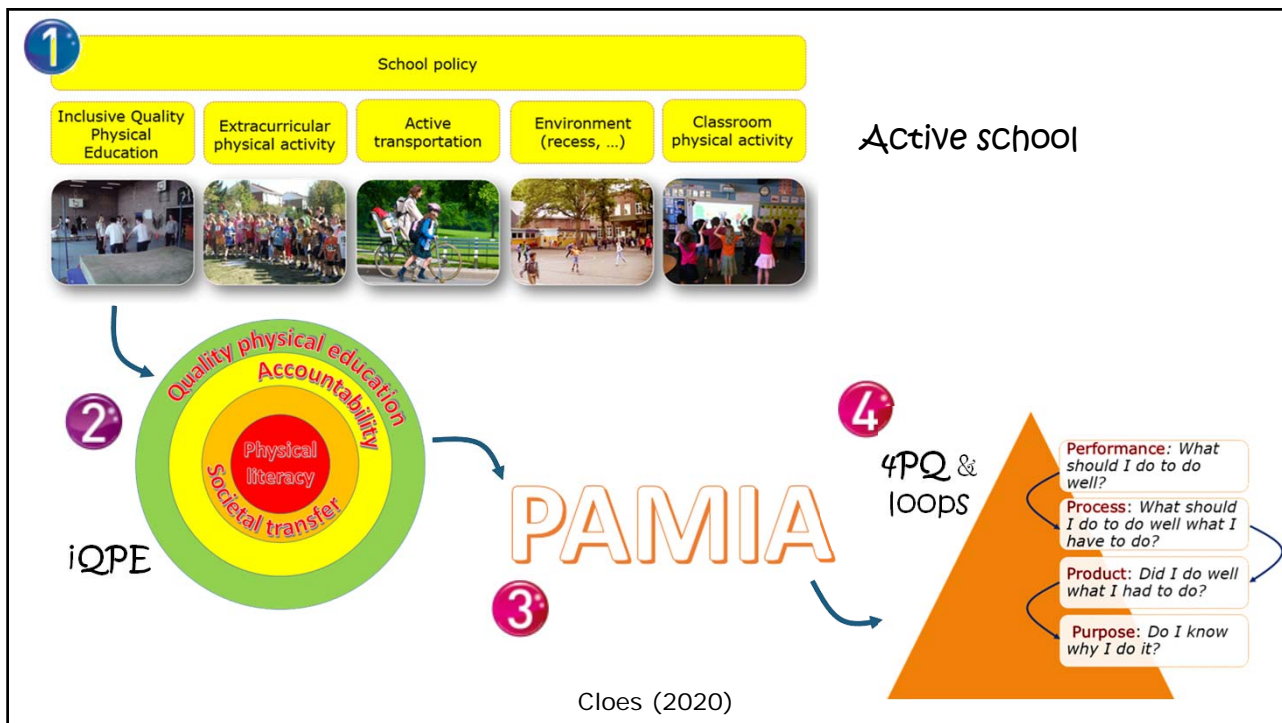 1
School policy
Inclusive Quality
Physical
Education
Extracurricular
physical activity
Active
transportation
Environment
(recess, ...)
Classroom
physical activity
Active school
2
iQPE
Quality physical education
Accountability
Societal transfer
Physical
literacy
PAMIA
3
4
4PQ &
loops
Performance: What
should I do to do
well?
Process: What should
I do to do well what I
have to do?
Product: Did I do well
what I had to do?
Purpose: Do I know
why I do it?
Cloes (2020)